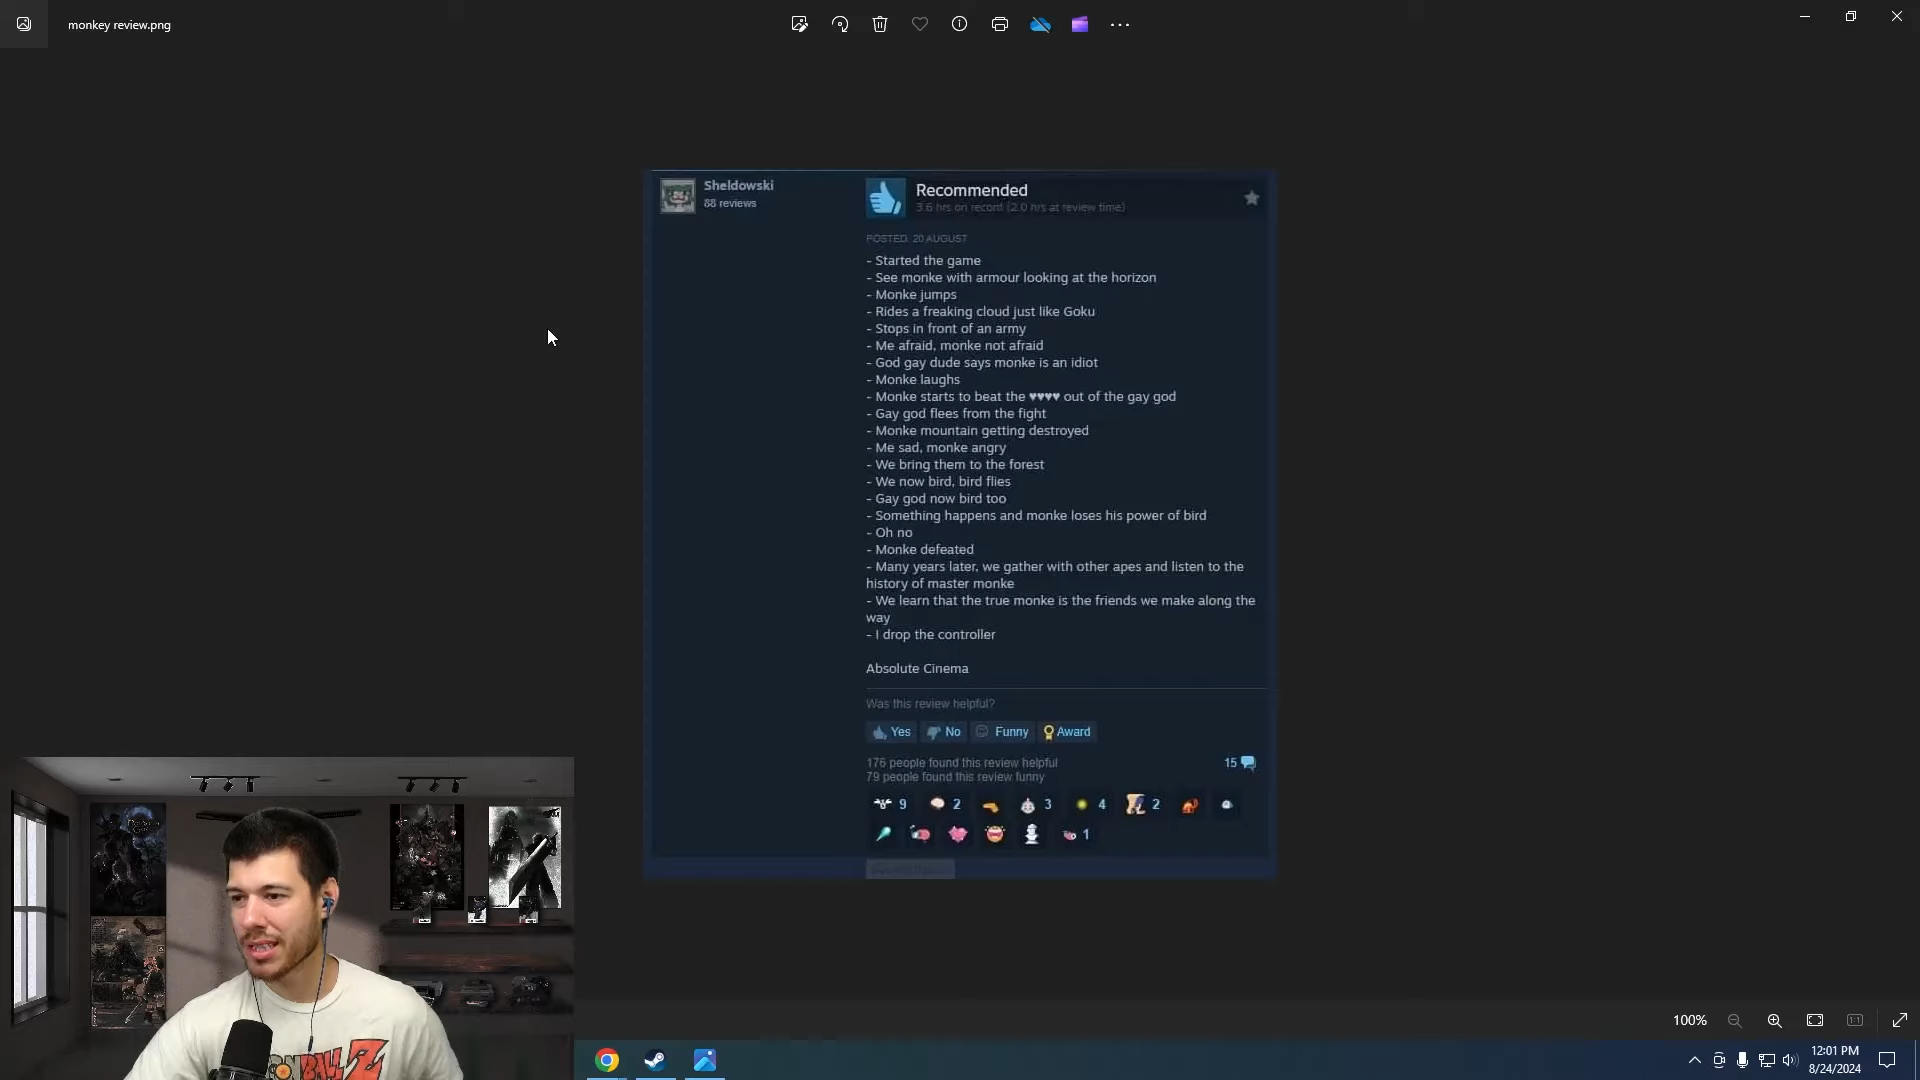 monkey review.png
Sheldowski
88 reviews
Recommended
3.6 hrs on record (2.0 hrs at review time)
POSTED: 20 AUGUST
- Started the game
- See monke with armour looking at the horizon
- Monke jumps
- Rides a freaking cloud just like Goku
- Stops in front of an army
- Me afraid, monke not afraid
- God gay dude says monke is an idiot
- Monke laughs
- Monke starts to beat the ♥♥♥♥ out of the gay god
- Gay god flees from the fight
- Monke mountain getting destroyed
- Me sad, monke angry
- We bring them to the forest
- We now bird, bird flies
- Gay god now bird too
- Something happens and monke loses his power of bird
- Oh no
- Monke defeated
- Many years later, we gather with other apes and listen to the
history of master monke
- We learn that the true monke is the friends we make along the
way
- I drop the controller
Absolute Cinema
Was this review helpful?
Yes No Funny Award
176 people found this review helpful
15
79 people found this review funny
9 2 3 4 2
1
100%
12:01 PM
8/24/2024